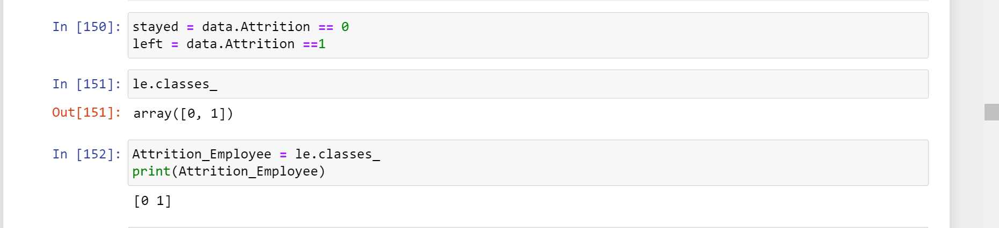 In [150]: stayed = data.Attrition == 0
left = data.Attrition ==1
In [151]: le.classes_
Out[151]: array([0, 1])
In [152]: Attrition_Employee = le.classes_
print(Attrition_Employee)
[0 1]